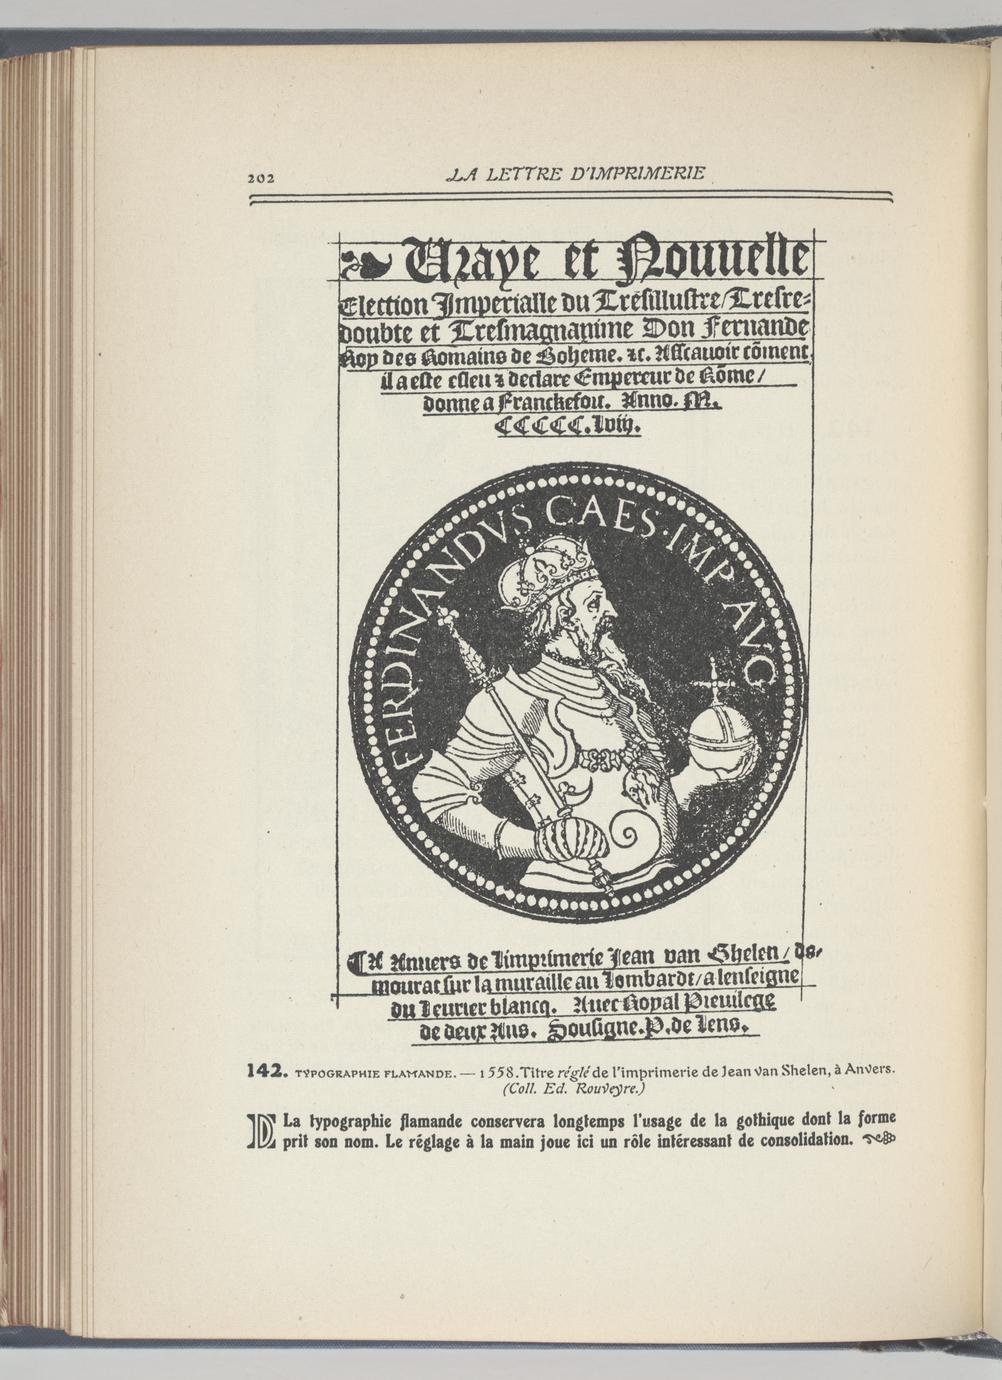 202
LA LETTRE D'IMPRIMERIE
Uraye et Nouuelle
Election Imperialle du Tresillustre/Tresre-
doubte et Tresmagnanime Don Fernande
Roy des Romains de Boheme. ⁊c. Assçauoir cōment
il a este esleu ⁊ declare Empereur de Rōme/
donne a Franckefort. Anno. M.
CCCCC.lviij.
FERDINANDVS CAES·IMP AVG
¶A Anuers de limprimerie Jean van Ghelen/ de-
mourāt sur la muraille au lombardt/a lenseigne
du leurier blancq. Auec Royal Preuilege
de deux Ans. Sousigne.P.de lens.
142. TYPOGRAPHIE FLAMANDE. — 1558. Titre réglé de l'imprimerie de Jean van Shelen, à Anvers.
(Coll. Ed. Rouveyre.)
D La typographie flamande conservera longtemps l'usage de la gothique dont la forme
prit son nom. Le réglage à la main joue ici un rôle intéressant de consolidation.